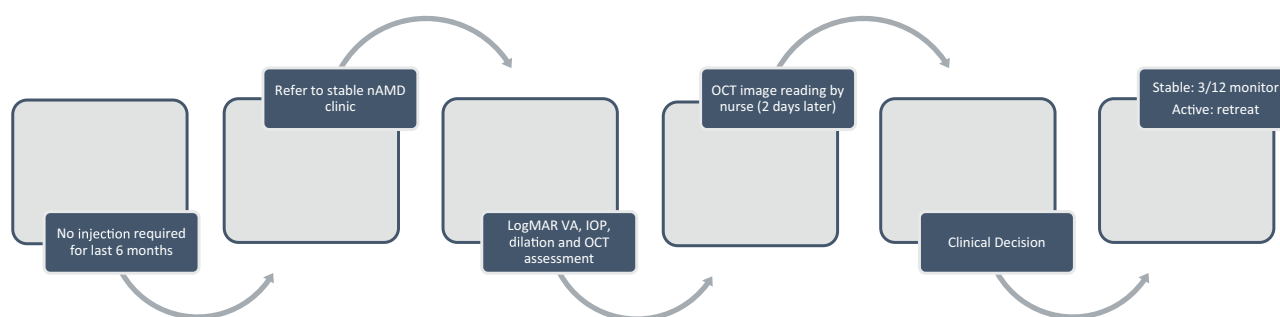 No injection required
for last 6 months
Refer to stable nAMD
clinic
LogMAR VA, IOP,
dilation and OCT
assessment
OCT image reading by
nurse (2 days later)
Clinical Decision
Stable: 3/12 monitor
Active: retreat